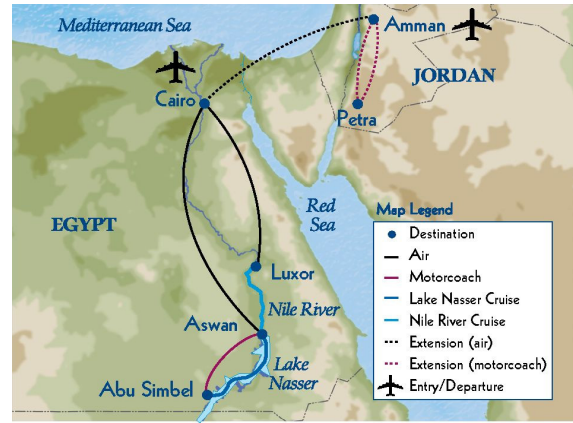 Mediterranean Sea
Amman
JORDAN
Cairo
Petra
EGYPT
Red
Sea
Luxor
Nile River
Aswan
Lake
Nasser
Abu Simbel
Map Legend
Destination
Air
Motorcoach
Lake Nasser Cruise
Nile River Cruise
Extension (air)
Extension (motorcoach)
Entry/Departure